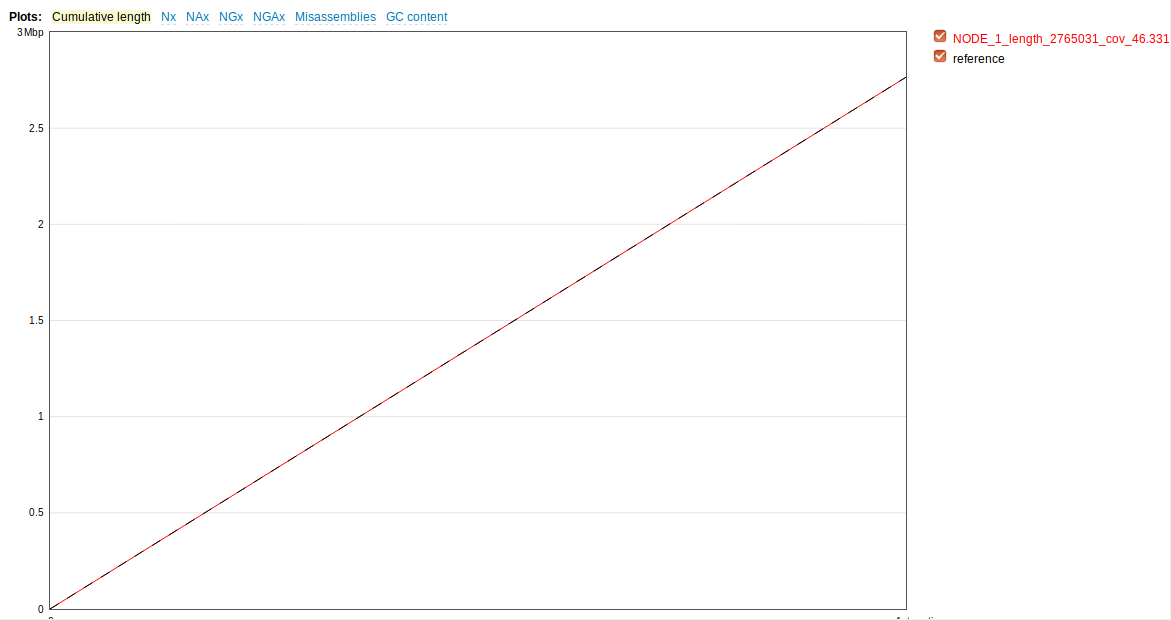 Plots: Cumulative length Nx NAx NGx NGAx Misassemblies GC content
3 Mbp
NODE_1_length_2765031_cov_46.331
reference
2.5
2
1.5
1
0.5
0